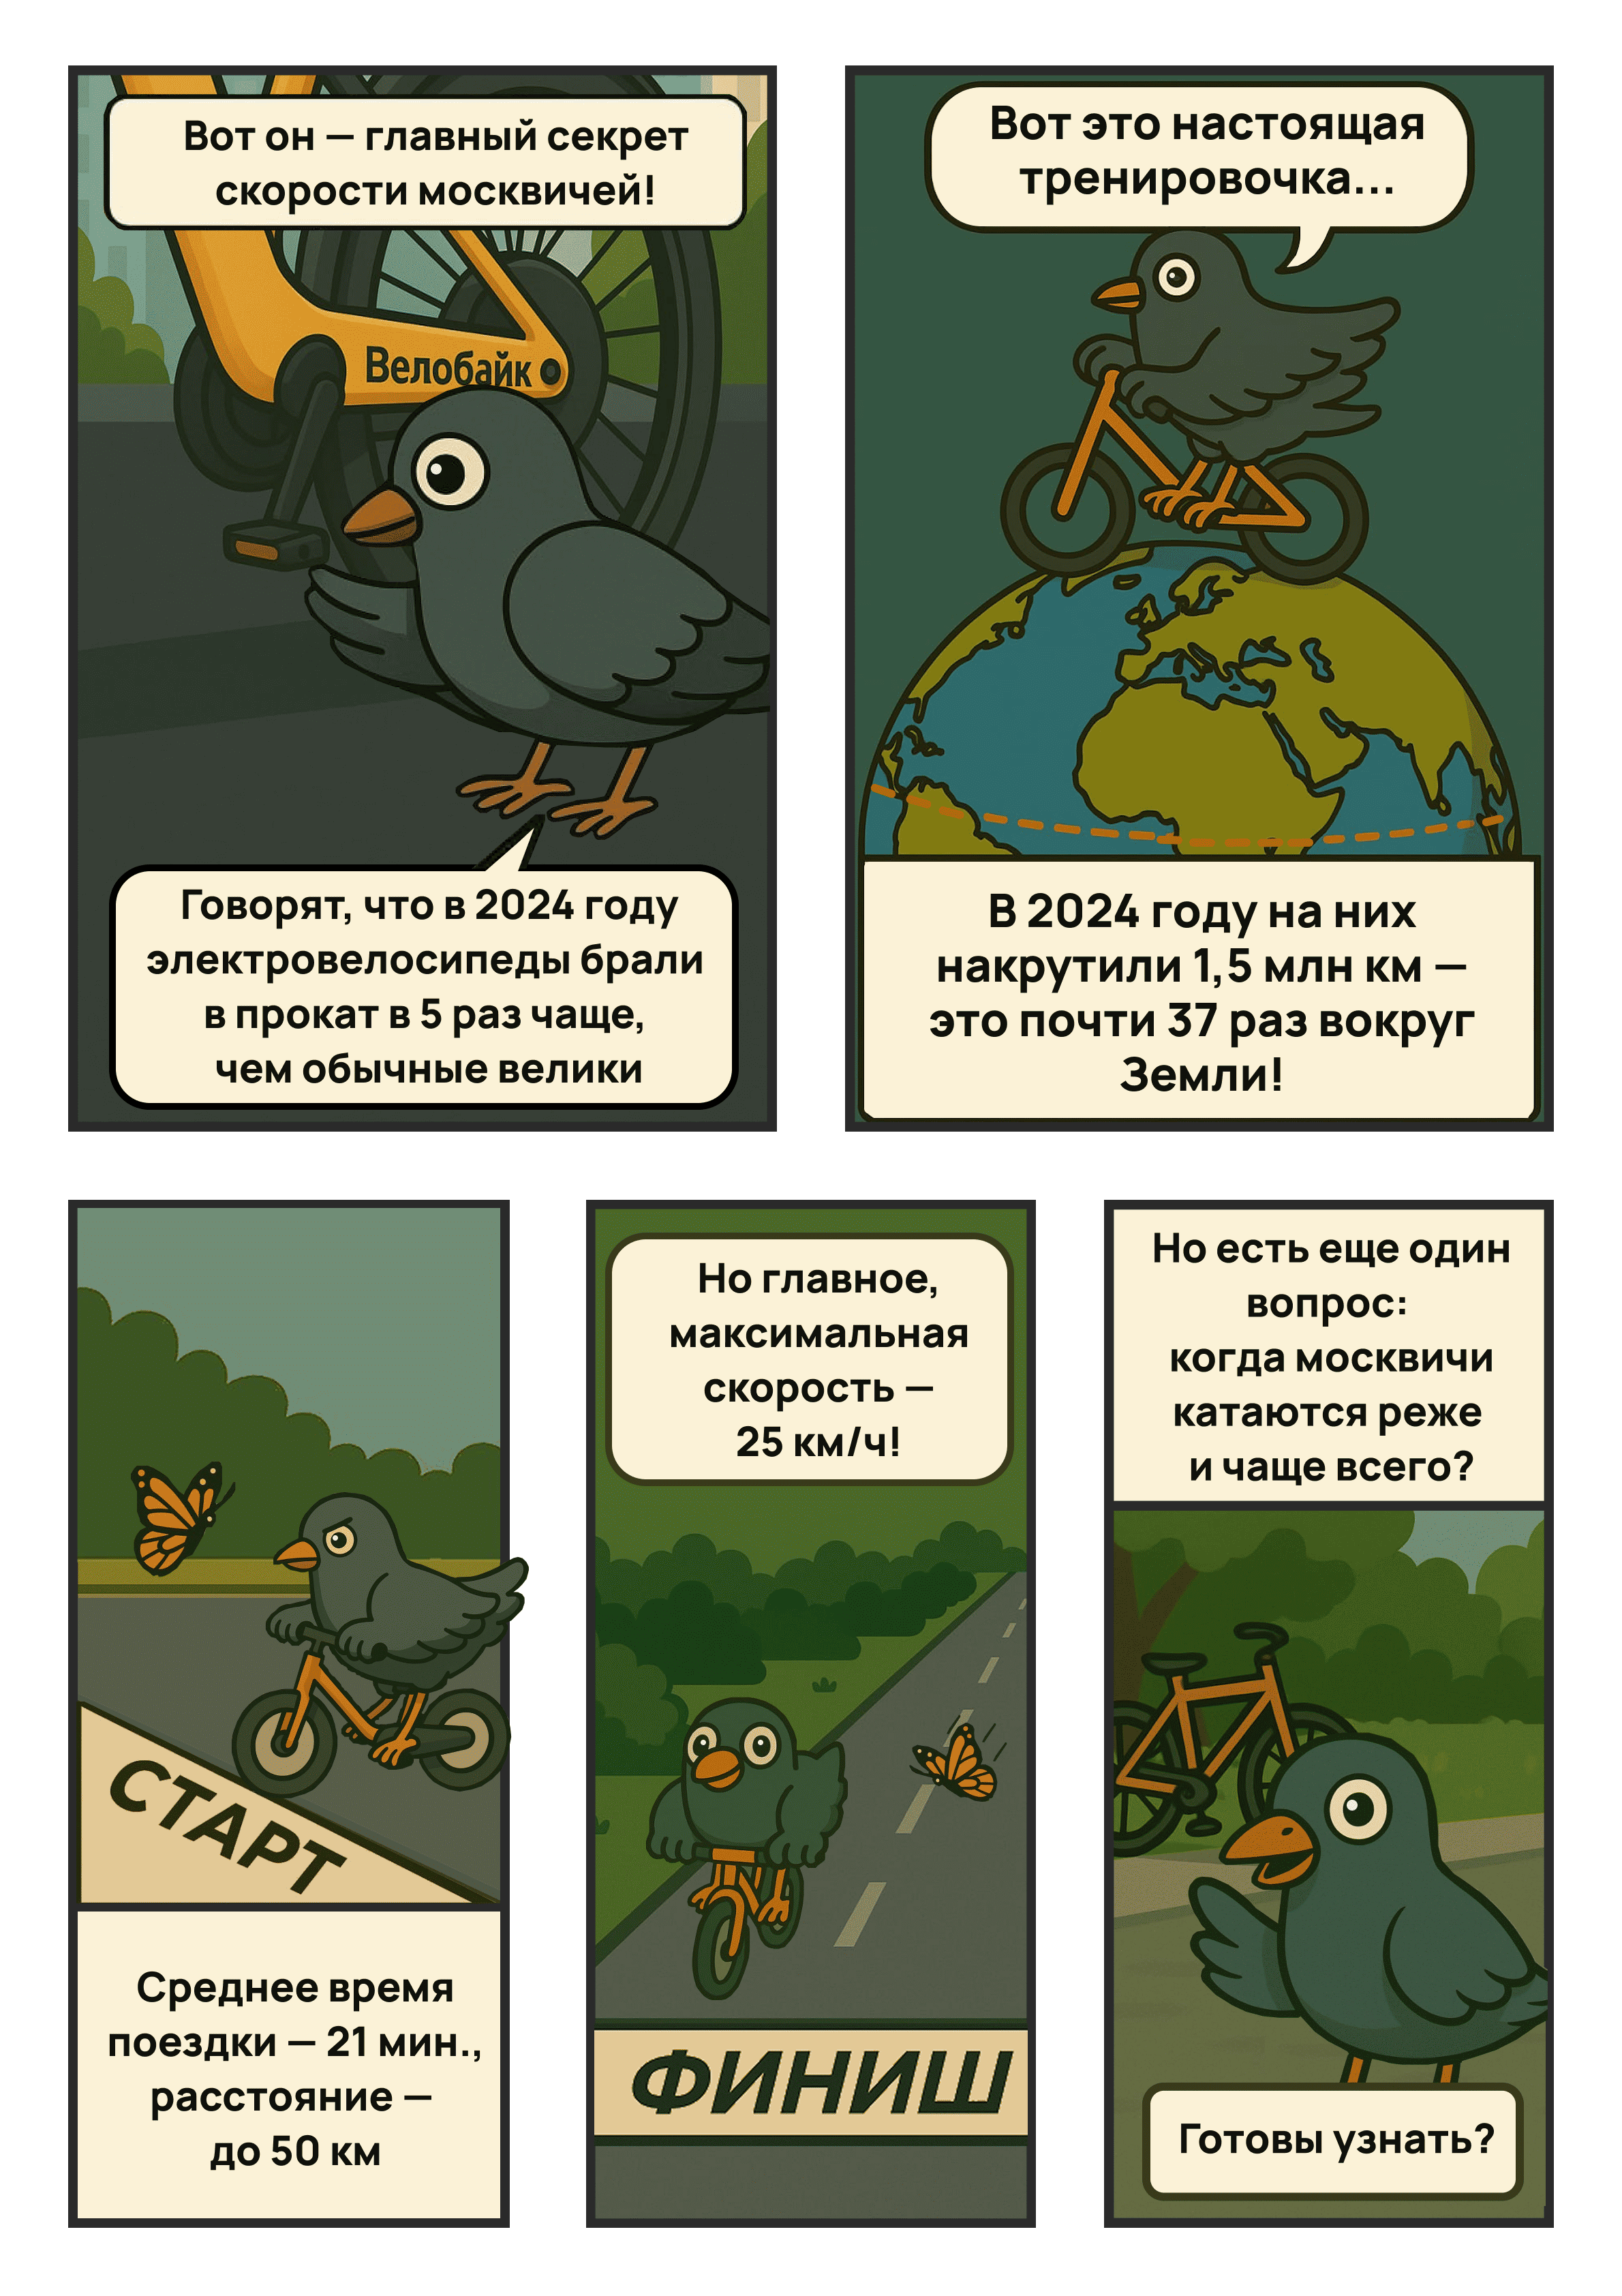 Вот он — главный секрет
скорости москвичей!
Велобайк
Говорят, что в 2024 году
электровелосипеды брали
в прокат в 5 раз чаще,
чем обычные велики
Вот это настоящая
тренировочка...
В 2024 году на них
накрутили 1,5 млн км —
это почти 37 раз вокруг
Земли!
СТАРТ
Среднее время
поездки — 21 мин.,
расстояние —
до 50 км
Но главное,
максимальная
скорость —
25 км/ч!
ФИНИШ
Но есть еще один
вопрос:
когда москвичи
катаются реже
и чаще всего?
Готовы узнать?